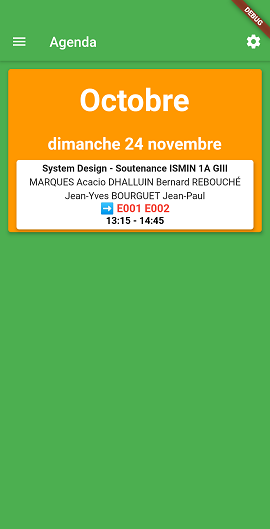 DEBUG
Agenda
Octobre
dimanche 24 novembre
System Design - Soutenance ISMIN 1A GIII
MARQUES Acacio DHALLUIN Bernard REBOUCHÉ
Jean-Yves BOURGUET Jean-Paul
➡️ E001 E002
13:15 - 14:45